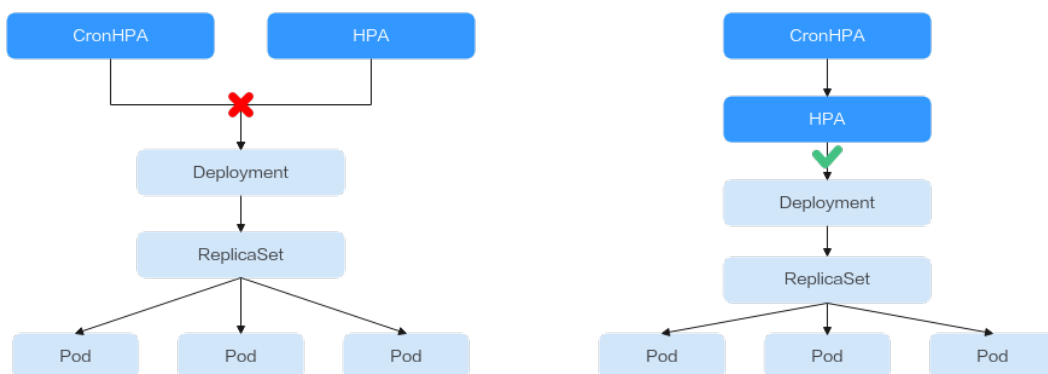 CronHPA
HPA
Deployment
ReplicaSet
Pod
Pod
Pod
CronHPA
HPA
Deployment
ReplicaSet
Pod
Pod
Pod